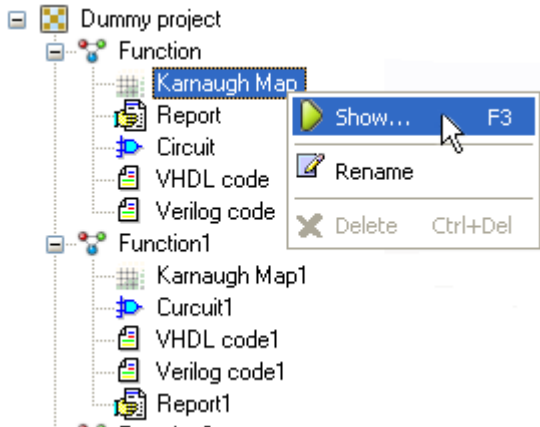 Dummy project
Function
Karnaugh Map
Report
Show... F3
Circuit
Rename
VHDL code
Verilog code
Delete Ctrl+Del
Function1
Karnaugh Map1
Curcuit1
VHDL code1
Verilog code1
Report1